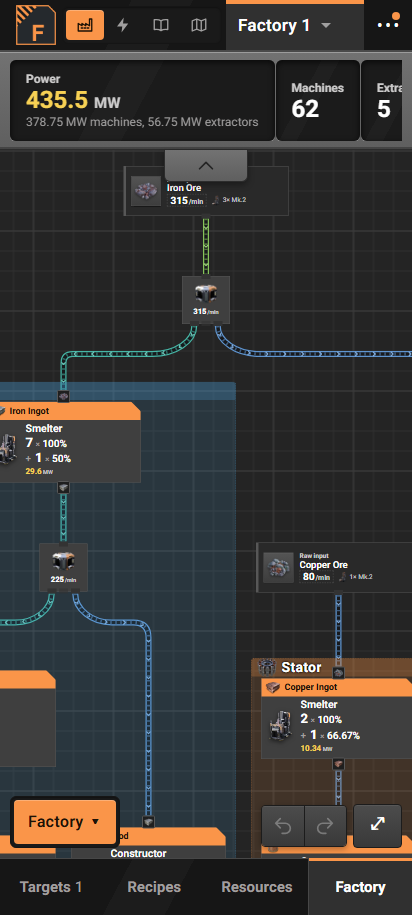 F
Factory 1
Power
435.5 MW
378.75 MW machines, 56.75 MW extractors
Machines
62
Extra
5
Iron Ore
315/min
3× Mk.2
315/min
Iron Ingot
Smelter
7 × 100%
+ 1 × 50%
29.6 MW
225/min
Raw input
Copper Ore
80/min
1× Mk.2
Stator
Copper Ingot
Smelter
2 × 100%
+ 1 × 66.67%
10.34 MW
Factory
od
Constructor
Targets 1
Recipes
Resources
Factory